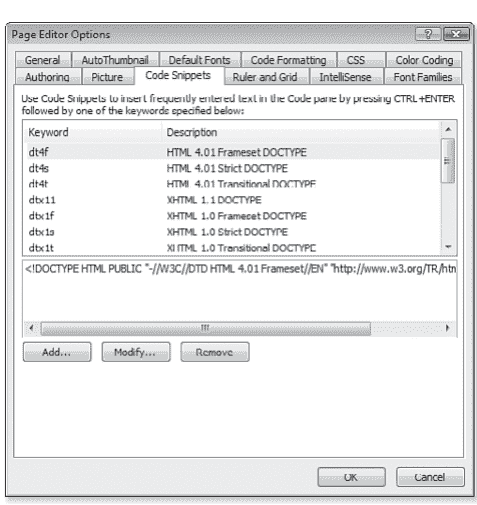 Page Editor Options
General AutoThumbnail Default Fonts Code Formatting CSS Color Coding
Authoring Picture Code Snippets Ruler and Grid IntelliSense Font Families
Use Code Snippets to insert frequently entered text in the Code pane by pressing CTRL+ENTER
followed by one of the keywords specified below:
Keyword Description
dt4f HTML 4.01 Frameset DOCTYPE
dt4s HTML 4.01 Strict DOCTYPE
dt4t HTML 4.01 Transitional DOCTYPE
dtx11 XHTML 1.1 DOCTYPE
dtx1f XHTML 1.0 Frameset DOCTYPE
dtx1s XHTML 1.0 Strict DOCTYPE
dtx1t XHTML 1.0 Transitional DOCTYPE
<!DOCTYPE HTML PUBLIC "-//W3C//DTD HTML 4.01 Frameset//EN" "http://www.w3.org/TR/htn
Add... Modify... Remove
OK Cancel